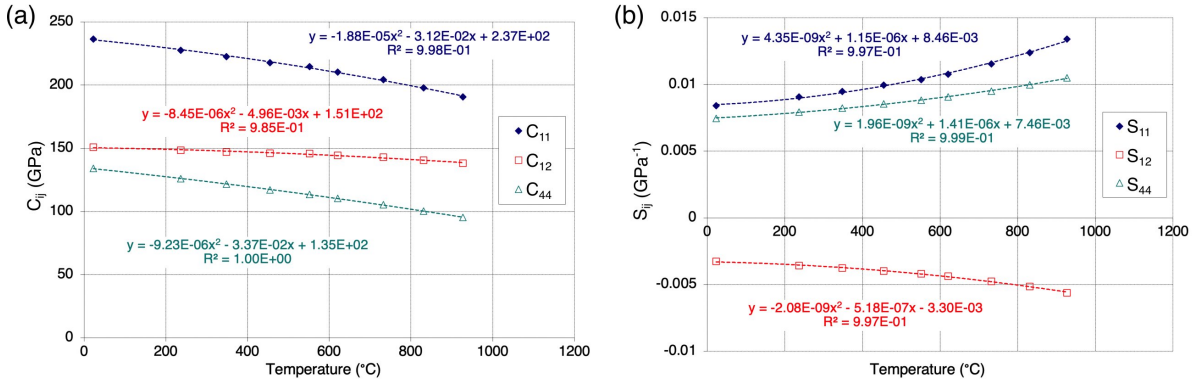 (a)
250
200
150
100
50
0
C_ij (GPa)
y = -1.88E-05x² - 3.12E-02x + 2.37E+02
R² = 9.98E-01
y = -8.45E-06x² - 4.96E-03x + 1.51E+02
R² = 9.85E-01
y = -9.23E-06x² - 3.37E-02x + 1.35E+02
R² = 1.00E+00
C₁₁
C₁₂
C₄₄
0 200 400 600 800 1000 1200
Temperature (°C)
(b)
0.015
0.01
0.005
0
-0.005
-0.01
S_ij (GPa⁻¹)
y = 4.35E-09x² + 1.15E-06x + 8.46E-03
R² = 9.97E-01
y = 1.96E-09x² + 1.41E-06x + 7.46E-03
R² = 9.99E-01
S₁₁
S₁₂
S₄₄
0 200 400 600 800 1000 1200
y = -2.08E-09x² - 5.18E-07x - 3.30E-03
R² = 9.97E-01
Temperature (°C)